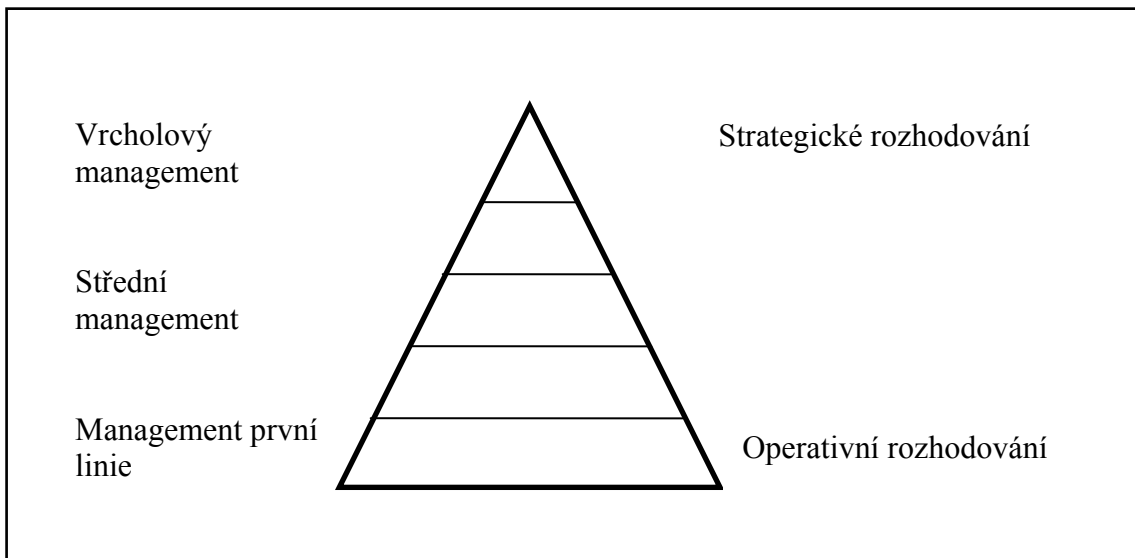 Vrcholový
management
Strategické rozhodování
Střední
management
Management první
linie
Operativní rozhodování